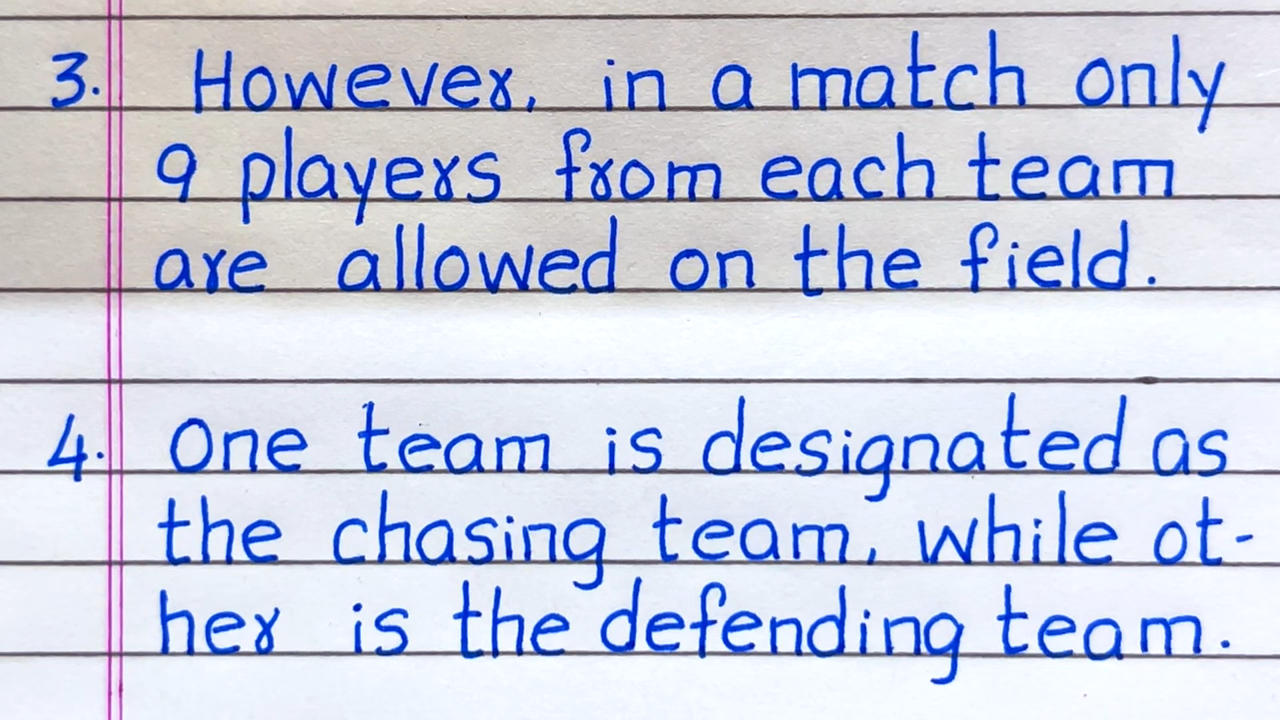 3. However, in a match only
9 players from each team
are allowed on the field.
4. One team is designated as
the chasing team, while ot-
her is the defending team.